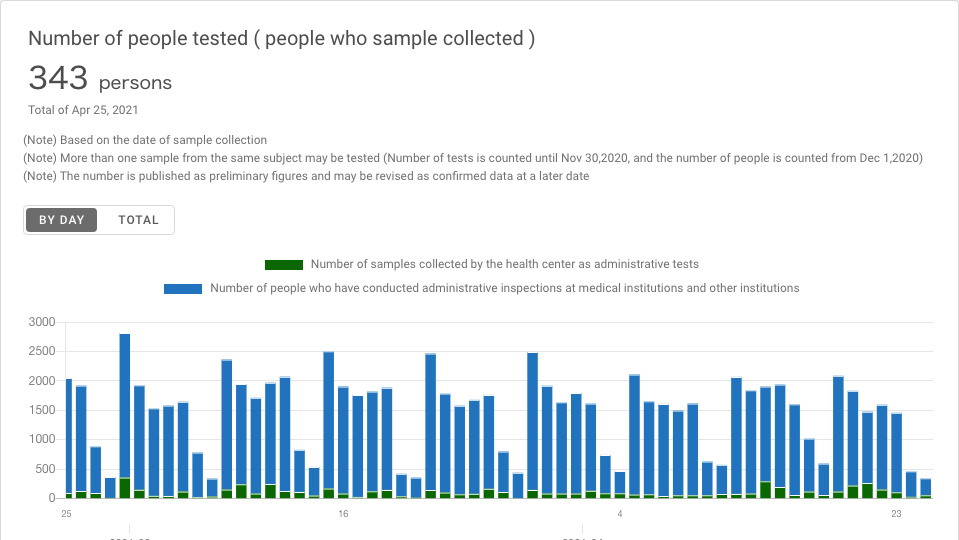 Number of people tested ( people who sample collected )
343 persons
Total of Apr 25, 2021
(Note) Based on the date of sample collection
(Note) More than one sample from the same subject may be tested (Number of tests is counted until Nov 30,2020, and the number of people is counted from Dec 1,2020)
(Note) The number is published as preliminary figures and may be revised as confirmed data at a later date
BY DAY TOTAL
Number of samples collected by the health center as administrative tests
Number of people who have conducted administrative inspections at medical institutions and other institutions
3000
2500
2000
1500
1000
500
0
25 16 4 23